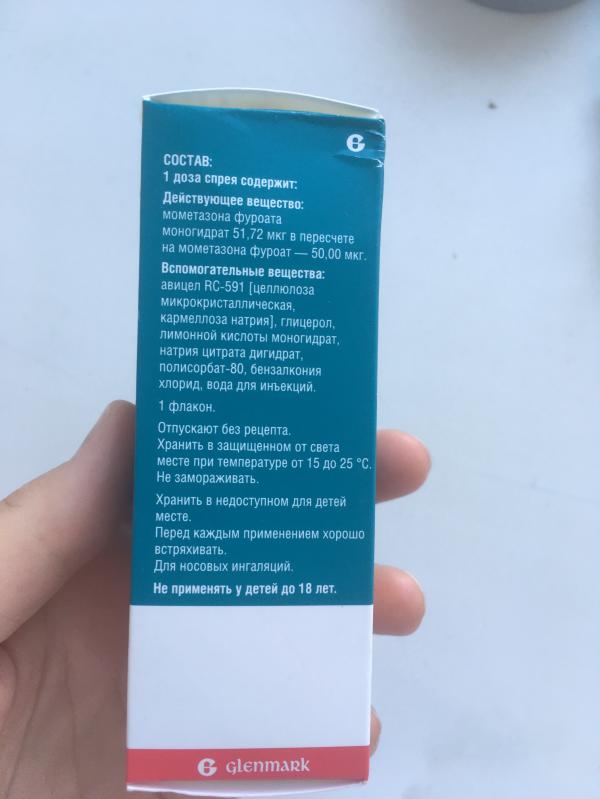 СОСТАВ:
1 доза спрея содержит:
Действующее вещество:
мометазона фуроата
моногидрат 51,72 мкг в пересчете
на мометазона фуроат — 50,00 мкг.
Вспомогательные вещества:
авицел RC-591 [целлюлоза
микрокристаллическая,
кармеллоза натрия], глицерол,
лимонной кислоты моногидрат,
натрия цитрата дигидрат,
полисорбат-80, бензалкония
хлорид, вода для инъекций.
1 флакон.
Отпускают без рецепта.
Хранить в защищенном от света
месте при температуре от 15 до 25 °C.
Не замораживать.
Хранить в недоступном для детей
месте.
Перед каждым применением хорошо
встряхивать.
Для носовых ингаляций.
Не применять у детей до 18 лет.
G glenmark